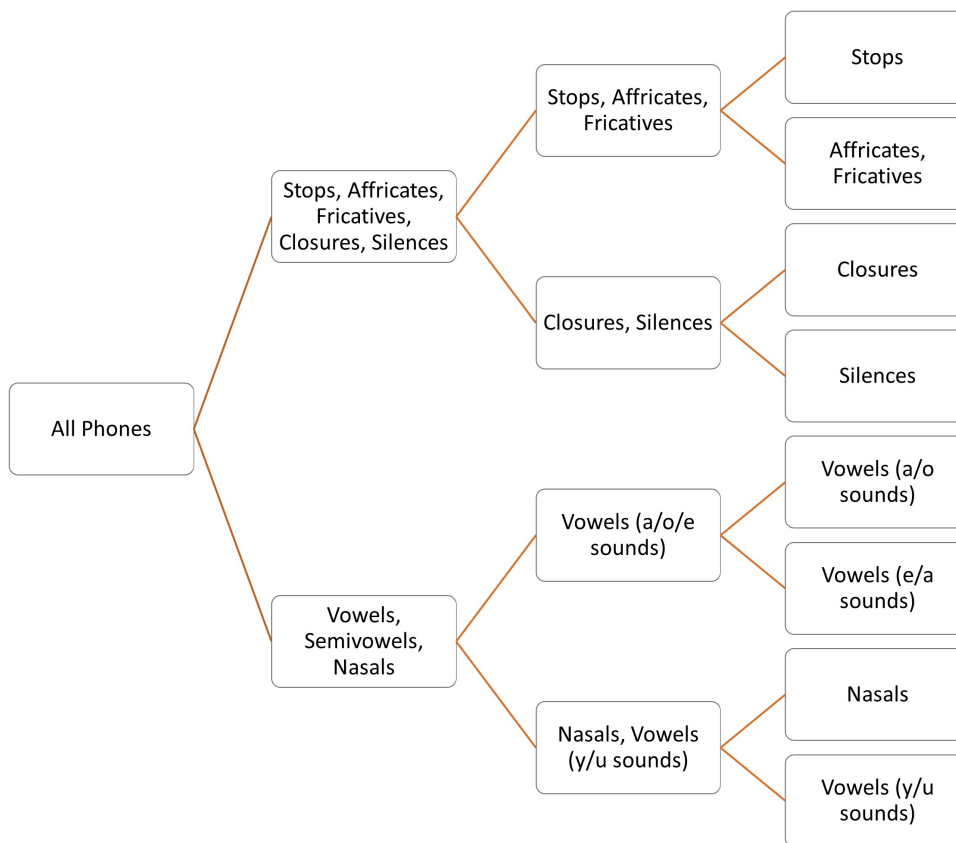 All Phones
Stops, Affricates,
Fricatives,
Closures, Silences
Stops, Affricates,
Fricatives
Stops
Affricates,
Fricatives
Closures, Silences
Closures
Silences
Vowels,
Semivowels,
Nasals
Vowels (a/o/e
sounds)
Vowels (a/o
sounds)
Vowels (e/a
sounds)
Nasals, Vowels
(y/u sounds)
Nasals
Vowels (y/u
sounds)